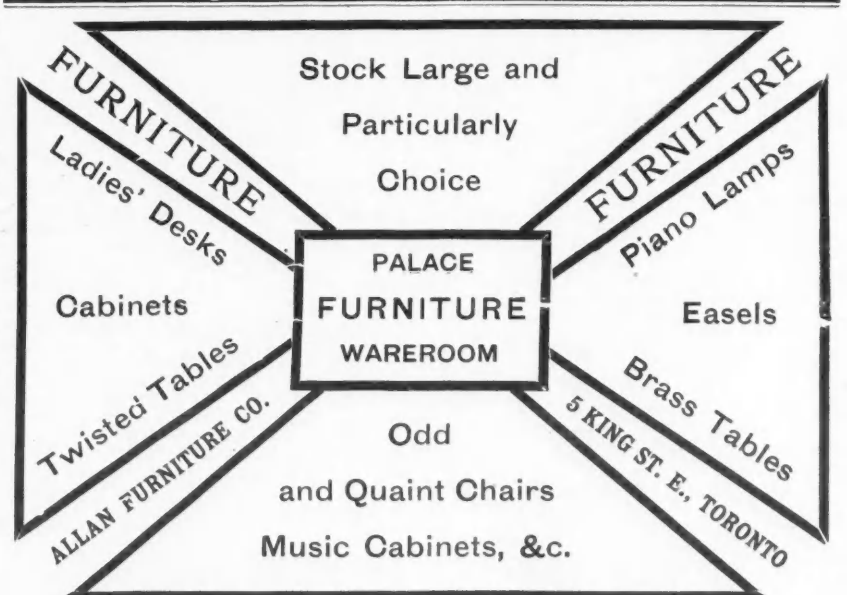 FURNITURE
Stock Large and
Particularly
Choice
FURNITURE
Ladies' Desks
Cabinets
Twisted Tables
PALACE
FURNITURE
WAREROOM
Piano Lamps
Easels
Brass Tables
ALLAN FURNITURE CO.
Odd
and Quaint Chairs
Music Cabinets, &c.
5 KING ST. E., TORONTO